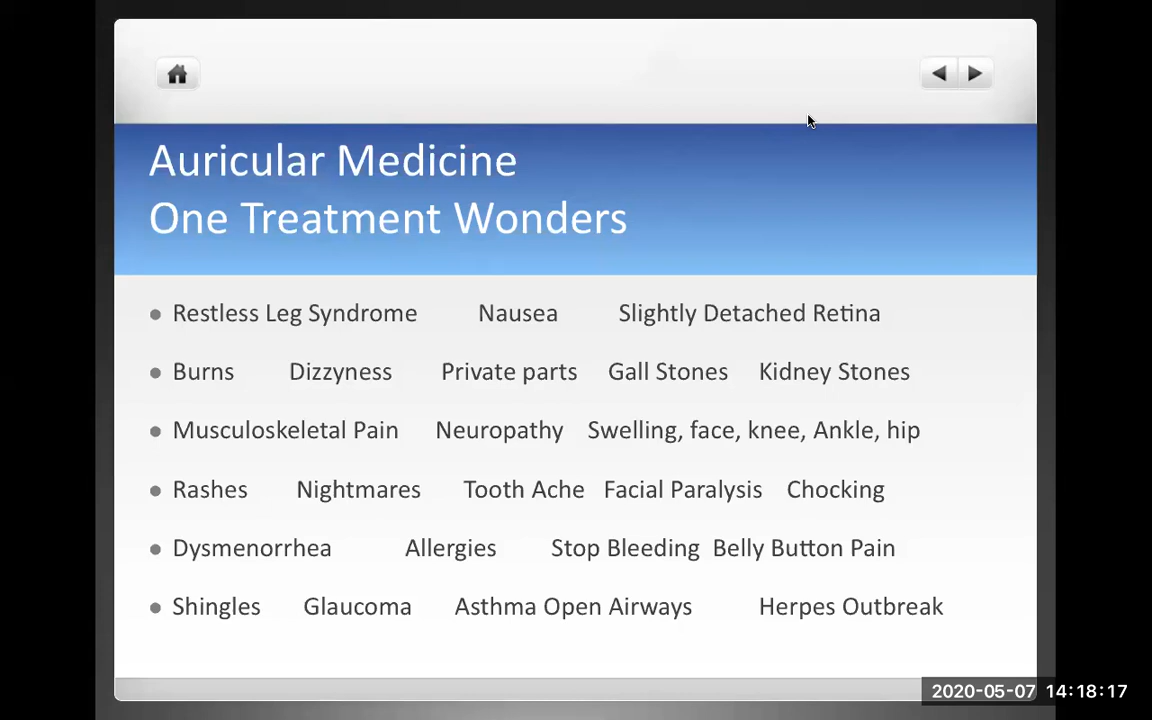 Auricular Medicine
One Treatment Wonders
Restless Leg Syndrome Nausea Slightly Detached Retina
Burns Dizzyness Private parts Gall Stones Kidney Stones
Musculoskeletal Pain Neuropathy Swelling, face, knee, Ankle, hip
Rashes Nightmares Tooth Ache Facial Paralysis Chocking
Dysmenorrhea Allergies Stop Bleeding Belly Button Pain
Shingles Glaucoma Asthma Open Airways Herpes Outbreak
2020-05-07 14:18:17